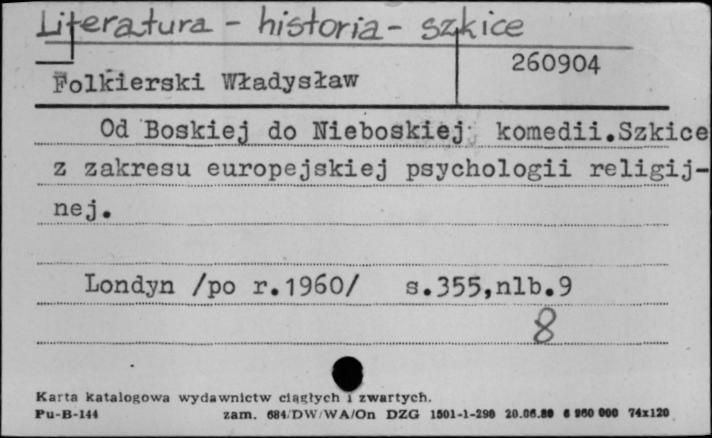 Literatura - historia - szkice
260904
Folkierski Władysław
Od Boskiej do Nieboskiej komedii.Szkice
z zakresu europejskiej psychologii religij-
nej.
Londyn /po r.1960/ s.355,nlb.9
8
Karta katalogowa wydawnictw ciągłych i zwartych.
Pu-B-144 zam. 684/DW/WA/On DZG 1501-1-290 20.06.80 6 960 000 74x120